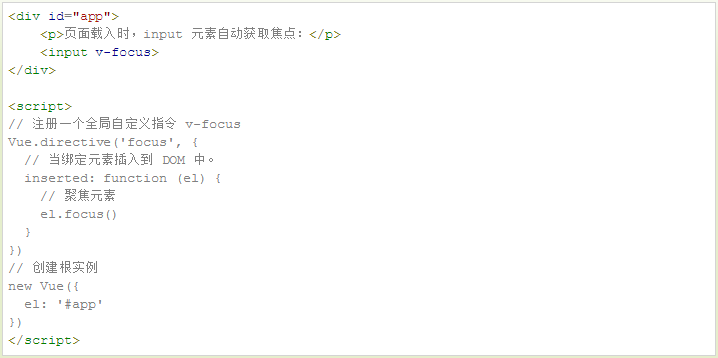 <div id="app">
    <p>页面载入时，input 元素自动获取焦点：</p>
    <input v-focus>
</div>

<script>
// 注册一个全局自定义指令 v-focus
Vue.directive('focus', {
  // 当绑定元素插入到 DOM 中。
  inserted: function (el) {
    // 聚焦元素
    el.focus()
  }
})
// 创建根实例
new Vue({
  el: '#app'
})
</script>